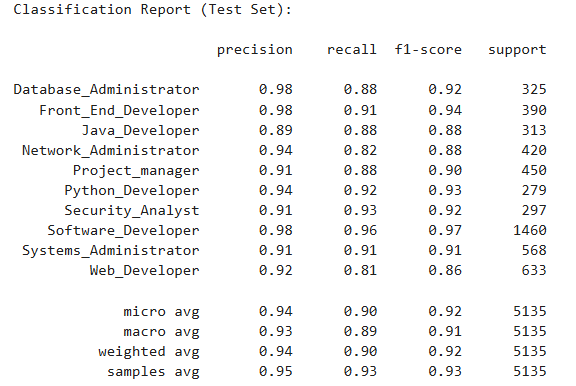 Classification Report (Test Set):
precision recall f1-score support
Database_Administrator 0.98 0.88 0.92 325
Front_End_Developer 0.98 0.91 0.94 390
Java_Developer 0.89 0.88 0.88 313
Network_Administrator 0.94 0.82 0.88 420
Project_manager 0.91 0.88 0.90 450
Python_Developer 0.94 0.92 0.93 279
Security_Analyst 0.91 0.93 0.92 297
Software_Developer 0.98 0.96 0.97 1460
Systems_Administrator 0.91 0.91 0.91 568
Web_Developer 0.92 0.81 0.86 633
micro avg 0.94 0.90 0.92 5135
macro avg 0.93 0.89 0.91 5135
weighted avg 0.94 0.90 0.92 5135
samples avg 0.95 0.93 0.93 5135